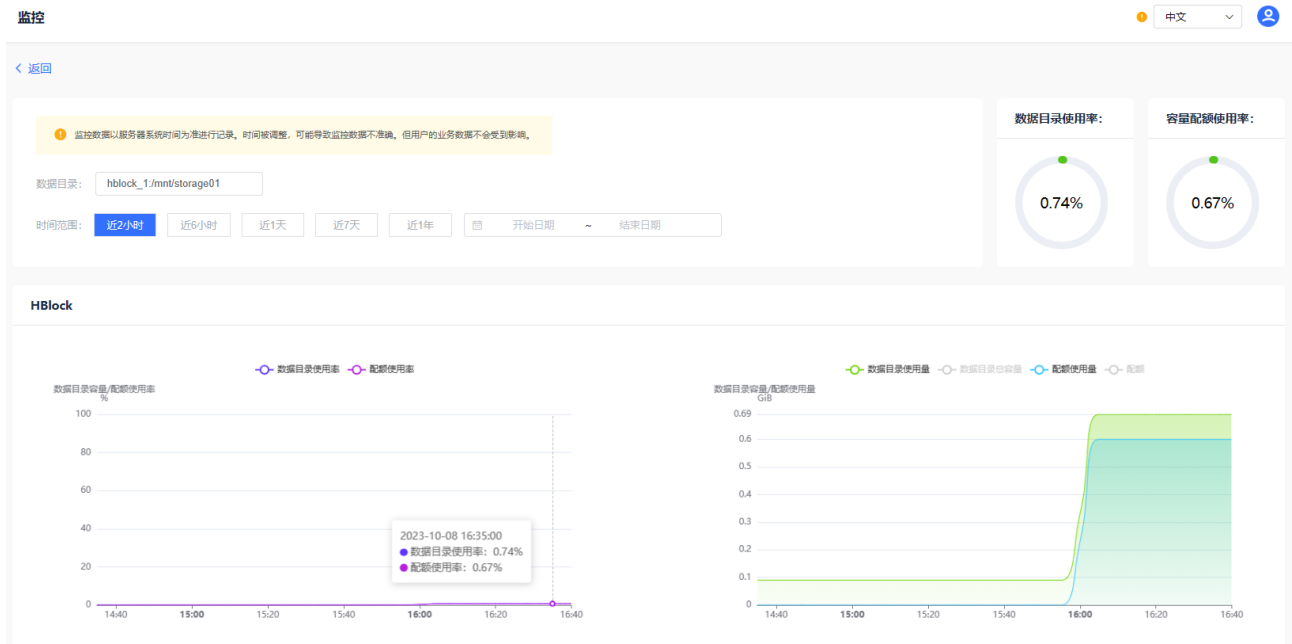 监控
中文
返回
监控数据以服务器系统时间为准进行记录。时间被调整，可能导致监控数据不准确。但用户的业务数据不会受到影响。
数据目录： hblock_1:/mnt/storage01
时间范围： 近2小时 近6小时 近1天 近7天 近1年 开始日期 ~ 结束日期
数据目录使用率：
0.74%
容量配额使用率：
0.67%
HBlock
数据目录使用率 配额使用率
数据目录容量/配额使用率
%
100
80
60
40
20
0
14:40 15:00 15:20 15:40 16:00 16:20 16:40
2023-10-08 16:35:00
数据目录使用率： 0.74%
配额使用率： 0.67%
数据目录使用量 数据目录总容量 配额使用量 配额
数据目录容量/配额使用量
GiB
0.69
0.6
0.5
0.4
0.3
0.2
0.1
0
14:40 15:00 15:20 15:40 16:00 16:20 16:40